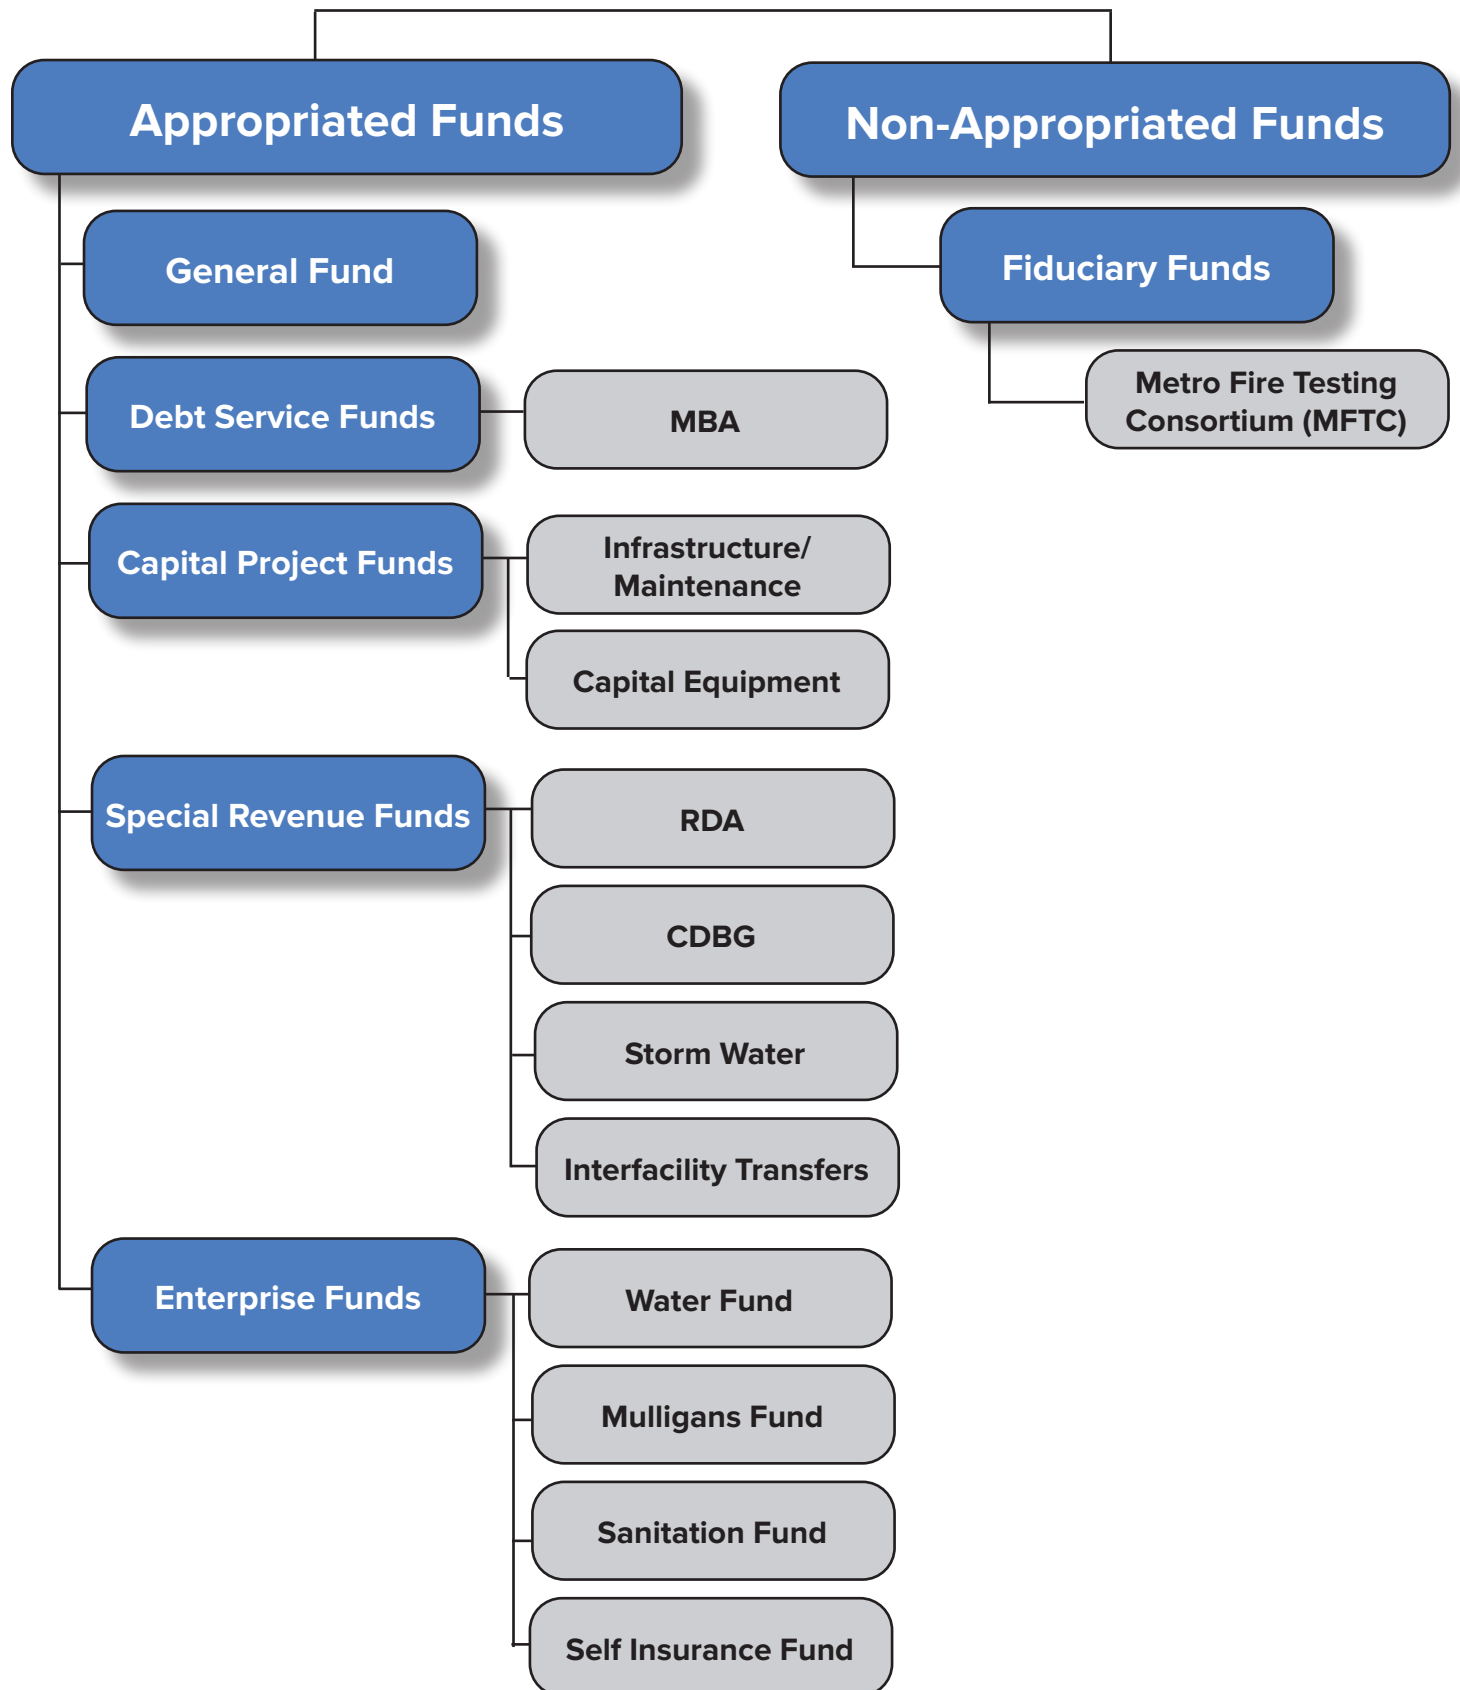 Appropriated Funds
Non-Appropriated Funds
General Fund
Fiduciary Funds
Debt Service Funds
MBA
Metro Fire Testing
Consortium (MFTC)
Capital Project Funds
Infrastructure/
Maintenance
Capital Equipment
Special Revenue Funds
RDA
CDBG
Storm Water
Interfacility Transfers
Enterprise Funds
Water Fund
Mulligans Fund
Sanitation Fund
Self Insurance Fund